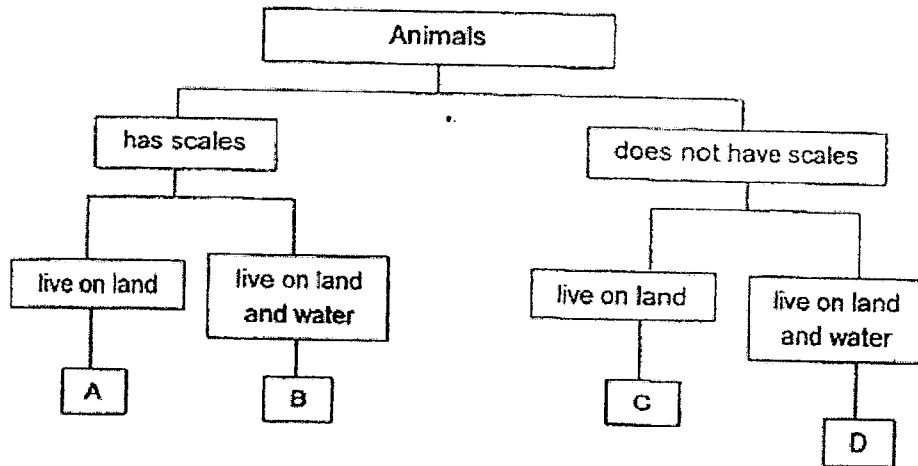 Animals
has scales
does not have scales
live on land
live on land
and water
live on land
live on land
and water
A
B
C
D